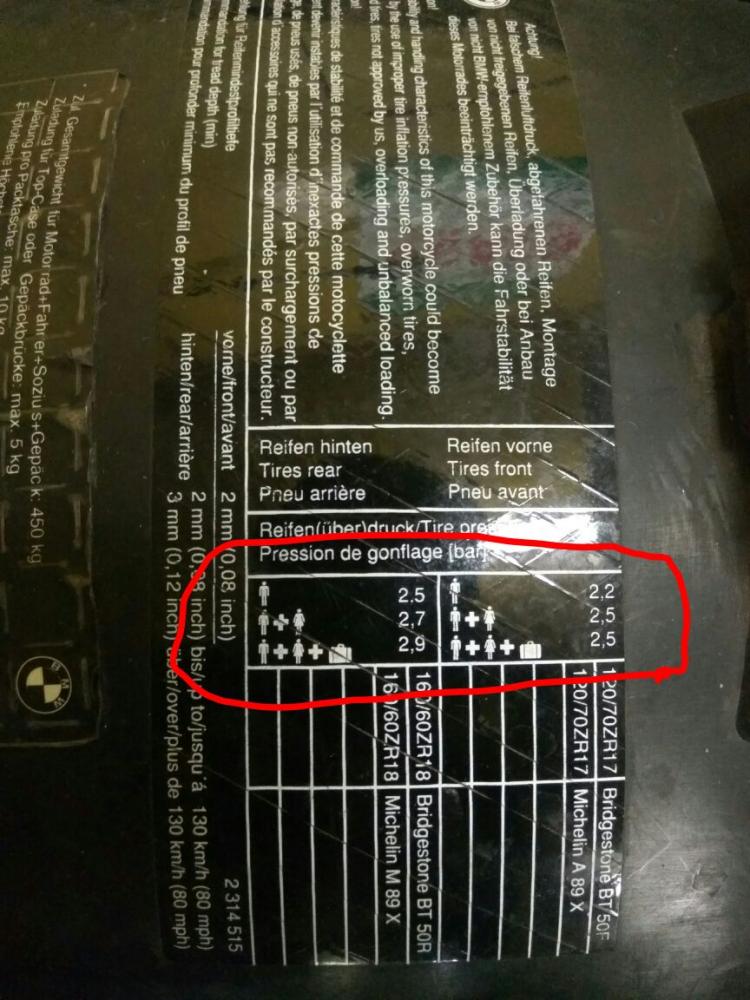 Achtung!
Bei falschem Reifenluftdruck, abgefahrenen Reifen, Montage
von nicht freigegebenen Reifen, Überladung oder bei Anbau
von nicht BMW-empfohlenem Zubehör kann die Fahrstabilität
dieses Motorrades beeinträchtigt werden.
and handling characteristics of this motorcycle could become
by the use of improper tire inflation pressures, overworn tires,
tires, tires not approved by us, overloading and unbalanced loading.
de stabilité et de commande de cette motocyclette
devenir instables par l'utilisation d'inexactes pressions de
de pneus usés, de pneus non autorisés, par surchargement ou par
d'accessoires qui ne sont pas recommandés par le constructeur.
für Reifenmindestprofiltiefe
for tread depth (min)
pour profonder minimum du profil de pneu
vorne/front/avant 2 mm (0,08 inch)
hinten/rear/arrière 2 mm (0,08 inch) bis/up to/jusqu'á 130 km/h (80 mph)
3 mm (0,12 inch) über/over/plus de 130 km/h (80 mph)
2 314 515
Reifen hinten
Tires rear
Pneu arrière
Reifen vorne
Tires front
Pneu avant
Reifen(über)druck/Tire
Pression de gonflage [bar]
2.5
2,7
2,9
2,2
2,5
2,5
120/70ZR17 Bridgestone BT 50F
120/70ZR17 Michelin A 89 X
160/60ZR18 Bridgestone BT 50R
160/60ZR18 Michelin M 89 X
Zul. Gesamtgewicht für Motorrad+Fahrer+Sozius+Gepäck: 450 kg
Zuladung für Top-Case oder Gepäckbrücke: max. 5 kg
Zuladung pro Packtasche: max. 10 kg
BMW